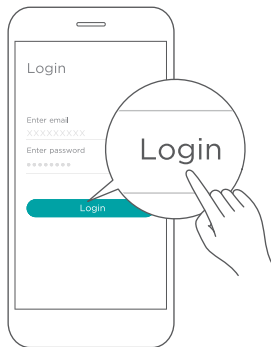 Login
Enter email
XXXXXXXXX
Enter password
********
Login
Login